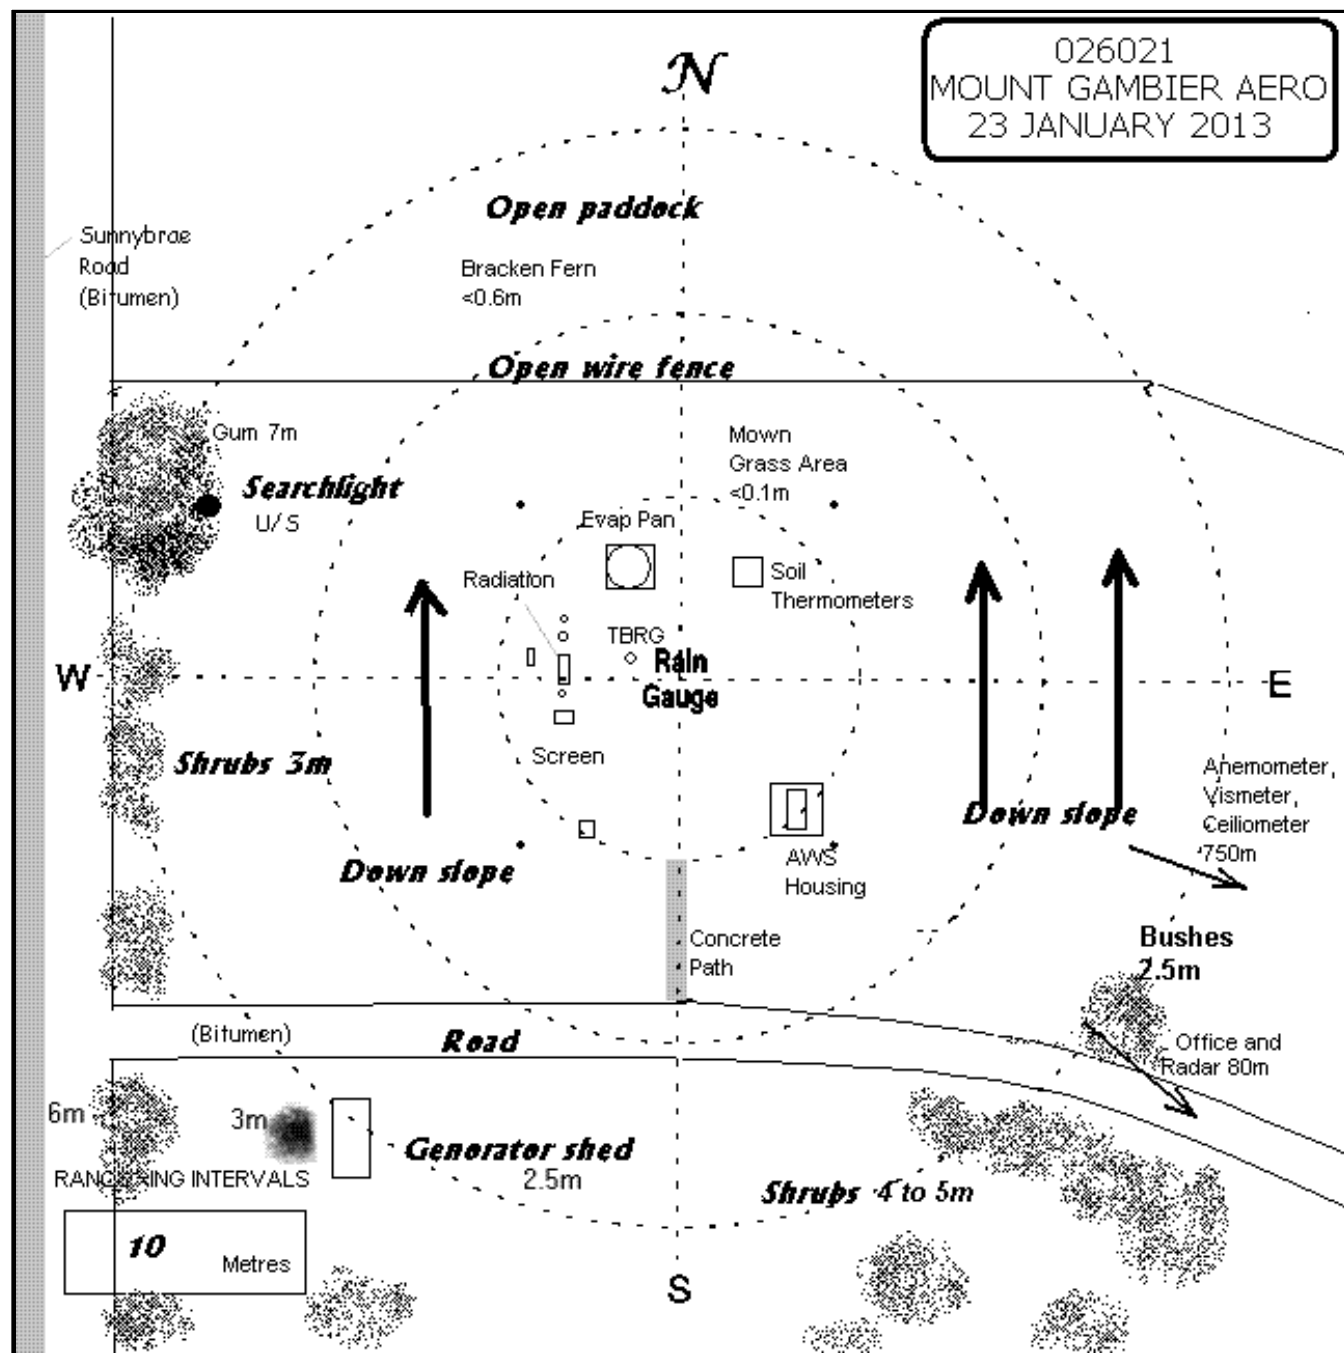 026021
MOUNT GAMBIER AERO
23 JANUARY 2013
N
Open paddock
Sunnybrae
Road
(Bitumen)
Bracken Fern
<0.6m
Open wire fence
Gum 7m
Mown
Grass Area
<0.1m
Searchlight
U/S
Evap Pan
Radiation
Soil
Thermometers
TBRG
Rain
Gauge
W
E
Screen
Shrubs 3m
Anemometer,
Vismeter,
Ceiliometer
750m
Down slope
Down slope
AWS
Housing
Concrete
Path
Bushes
2.5m
(Bitumen)
Road
Office and
Radar 80m
6m
3m
Generator shed
2.5m
INTERVALS
Shrubs 4 to 5m
10
Metres
S